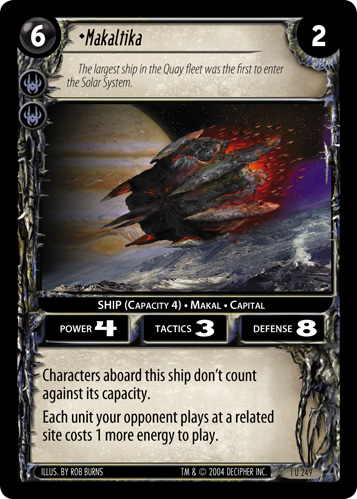 6 •Makaltika 2
The largest ship in the Quay fleet was the first to enter
the Solar System.
SHIP (CAPACITY 4) • MAKAL • CAPITAL
POWER 4 TACTICS 3 DEFENSE 8
Characters aboard this ship don't count
against its capacity.
Each unit your opponent plays at a related
site costs 1 more energy to play.
ILLUS. BY ROB BURNS TM & © 2004 DECIPHER INC. 1 U 249